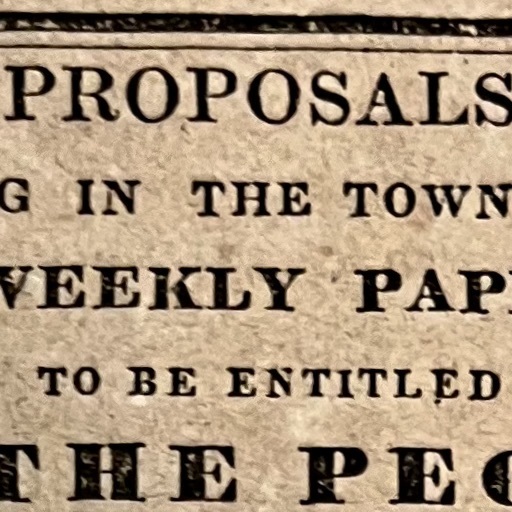 PROPOSALS
G IN THE TOWN
WEEKLY PAP
TO BE ENTITLED
THE PEO